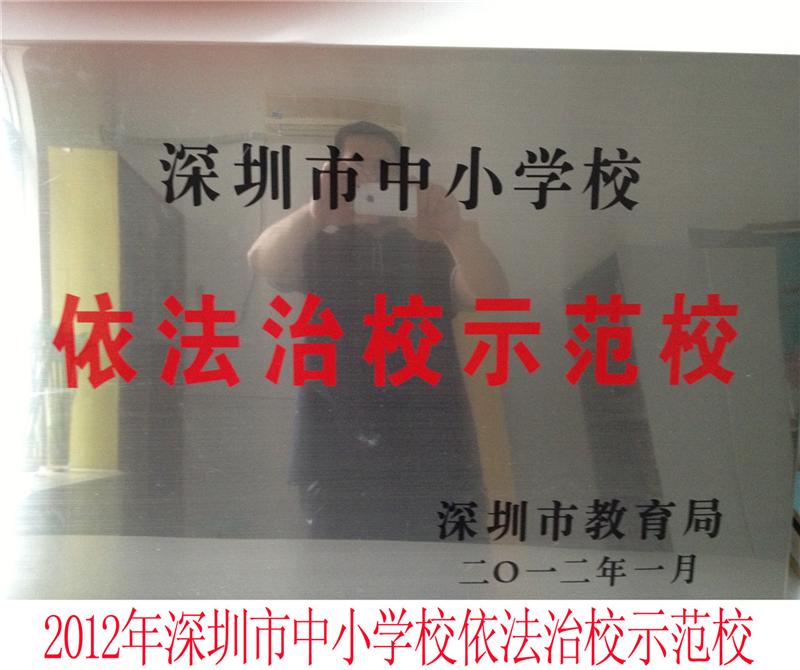 深圳市中小学校
依法治校示范校
深圳市教育局
二〇一二年一月
2012年深圳市中小学校依法治校示范校